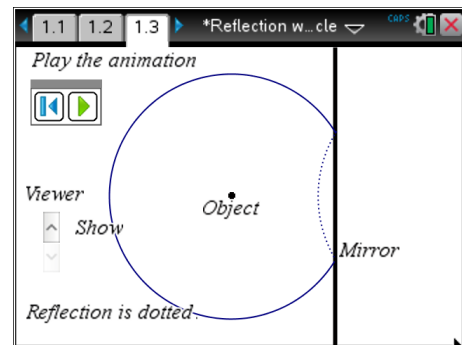 1.1 1.2 1.3 *Reflection w...cle CAPS
Play the animation
Viewer
Object
Show
Mirror
Reflection is dotted.